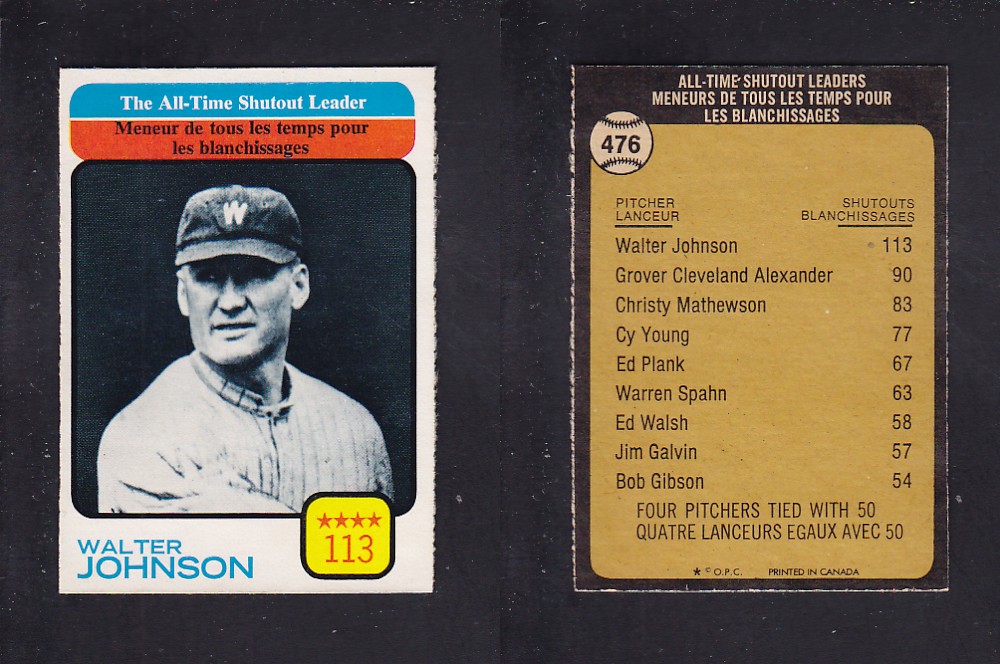 The All-Time Shutout Leader
Meneur de tous les temps pour
les blanchissages
W
★★★★
113
WALTER
JOHNSON
ALL-TIME SHUTOUT LEADERS
MENEURS DE TOUS LES TEMPS POUR
LES BLANCHISSAGES
476
PITCHER SHUTOUTS
LANCEUR BLANCHISSAGES
Walter Johnson 113
Grover Cleveland Alexander 90
Christy Mathewson 83
Cy Young 77
Ed Plank 67
Warren Spahn 63
Ed Walsh 58
Jim Galvin 57
Bob Gibson 54
FOUR PITCHERS TIED WITH 50
QUATRE LANCEURS EGAUX AVEC 50
★ © O.P.C. PRINTED IN CANADA